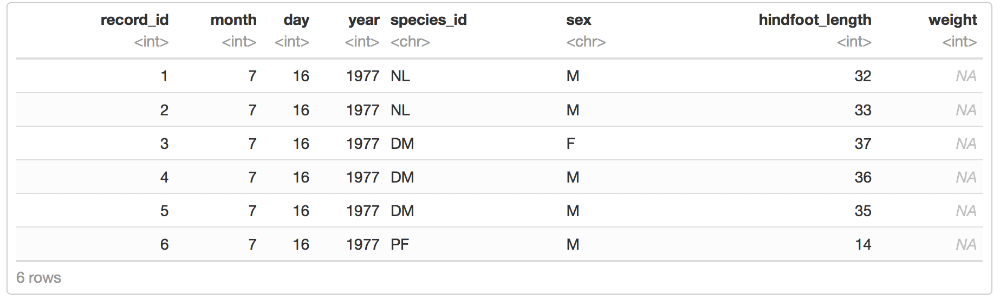 record_id month day year species_id sex hindfoot_length weight
<int> <int> <int> <int> <chr> <chr> <int> <int>
1 7 16 1977 NL M 32 NA
2 7 16 1977 NL M 33 NA
3 7 16 1977 DM F 37 NA
4 7 16 1977 DM M 36 NA
5 7 16 1977 DM M 35 NA
6 7 16 1977 PF M 14 NA
6 rows